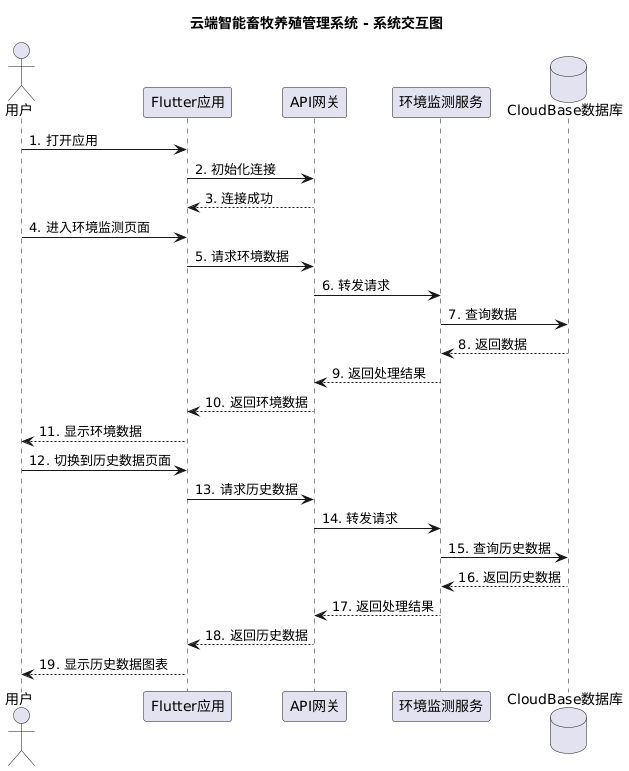 云端智能畜牧养殖管理系统 - 系统交互图
用户
Flutter应用
API网关
环境监测服务
CloudBase数据库
1. 打开应用
2. 初始化连接
3. 连接成功
4. 进入环境监测页面
5. 请求环境数据
6. 转发请求
7. 查询数据
8. 返回数据
9. 返回处理结果
10. 返回环境数据
11. 显示环境数据
12. 切换到历史数据页面
13. 请求历史数据
14. 转发请求
15. 查询历史数据
16. 返回历史数据
17. 返回处理结果
18. 返回历史数据
19. 显示历史数据图表
用户
Flutter应用
API网关
环境监测服务
CloudBase数据库